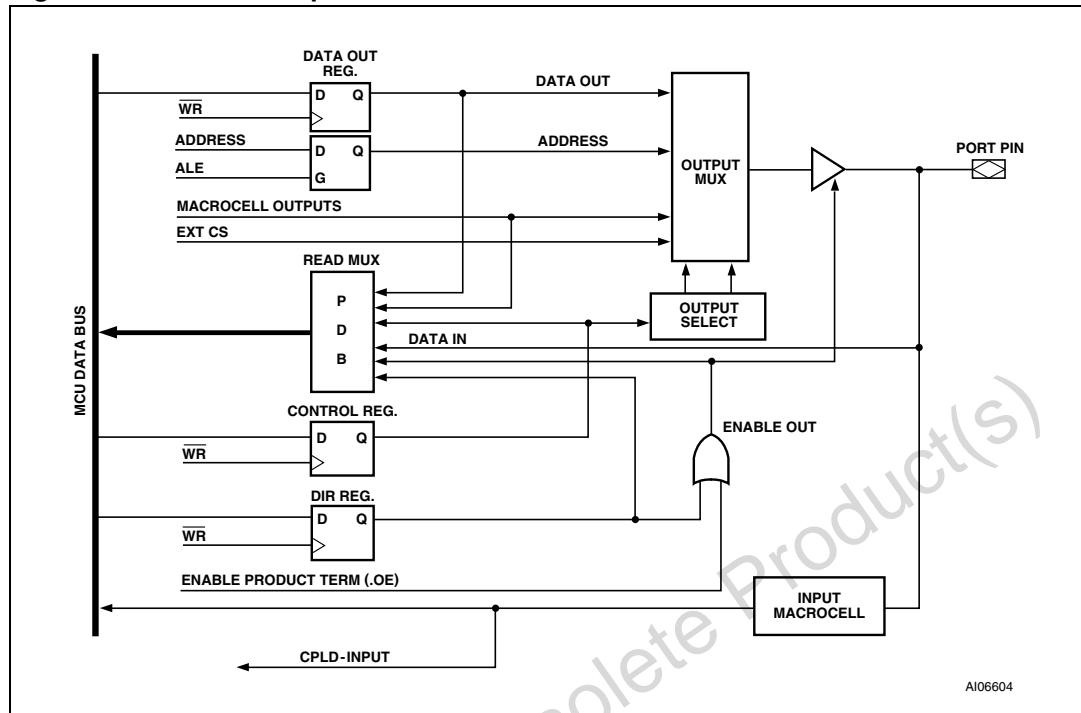 DATA OUT
REG.
D Q
WR
DATA OUT
ADDRESS
D Q
ALE
G
ADDRESS
OUTPUT
MUX
PORT PIN
MACROCELL OUTPUTS
EXT CS
READ MUX
P
D
B
OUTPUT
SELECT
DATA IN
MCU DATA BUS
CONTROL REG.
D Q
WR
ENABLE OUT
DIR REG.
D Q
WR
ENABLE PRODUCT TERM (.OE)
INPUT
MACROCELL
CPLD-INPUT
AI06604
olete Product(s)